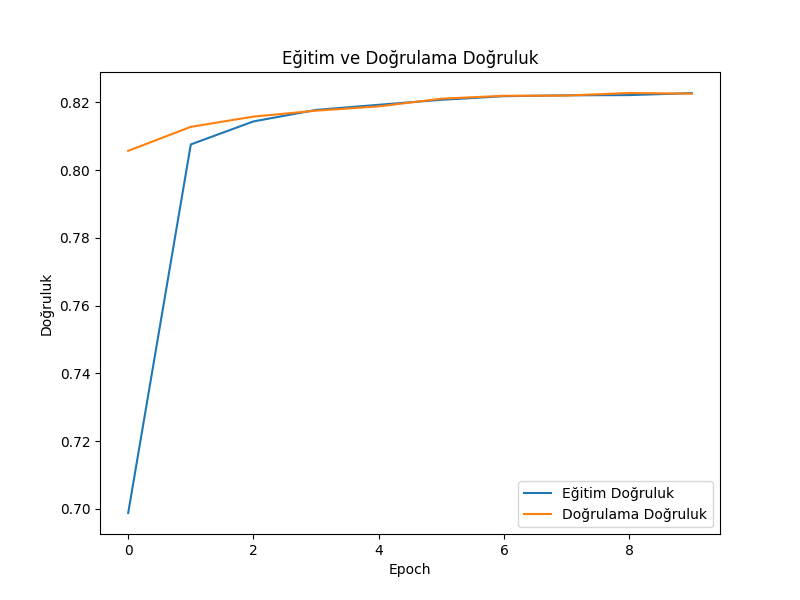 Eğitim ve Doğrulama Doğruluk
0.82
0.80
0.78
0.76
0.74
0.72
0.70
Doğruluk
0 2 4 6 8
Epoch
Eğitim Doğruluk
Doğrulama Doğruluk